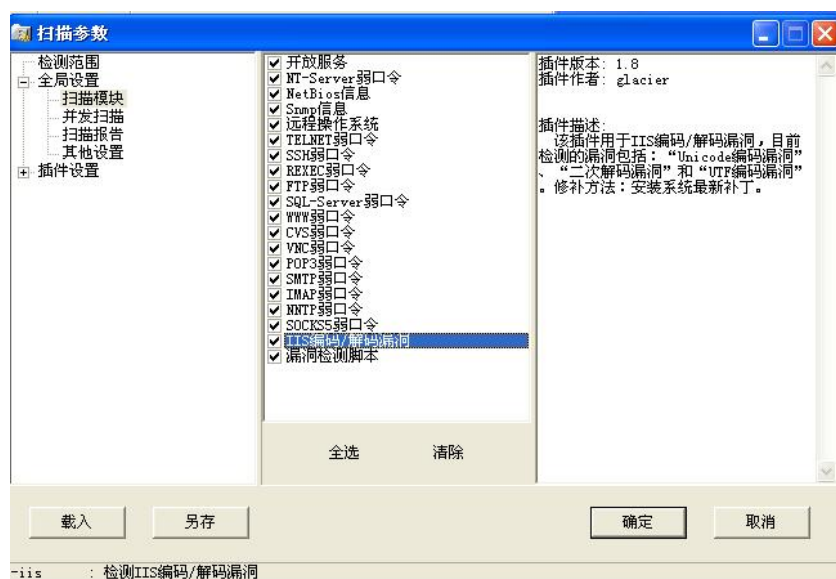 扫描参数
检测范围
全局设置
扫描模块
并发扫描
扫描报告
其他设置
插件设置
开放服务
NT-Server弱口令
NetBios信息
Snmp信息
远程操作系统
TELNET弱口令
SSH弱口令
REXEC弱口令
FTP弱口令
SQL-Server弱口令
WWW弱口令
CVS弱口令
VNC弱口令
POP3弱口令
SMTP弱口令
IMAP弱口令
NNTP弱口令
SOCKS5弱口令
IIS编码/解码漏洞
漏洞检测脚本
全选 清除
插件版本: 1.8
插件作者: glacier
插件描述:
该插件用于IIS编码/解码漏洞，目前
检测的漏洞包括：“Unicode编码漏洞”
、“二次解码漏洞”和“UTF编码漏洞”
。修补方法：安装系统最新补丁。
载入 另存 确定 取消
-iis : 检测IIS编码/解码漏洞